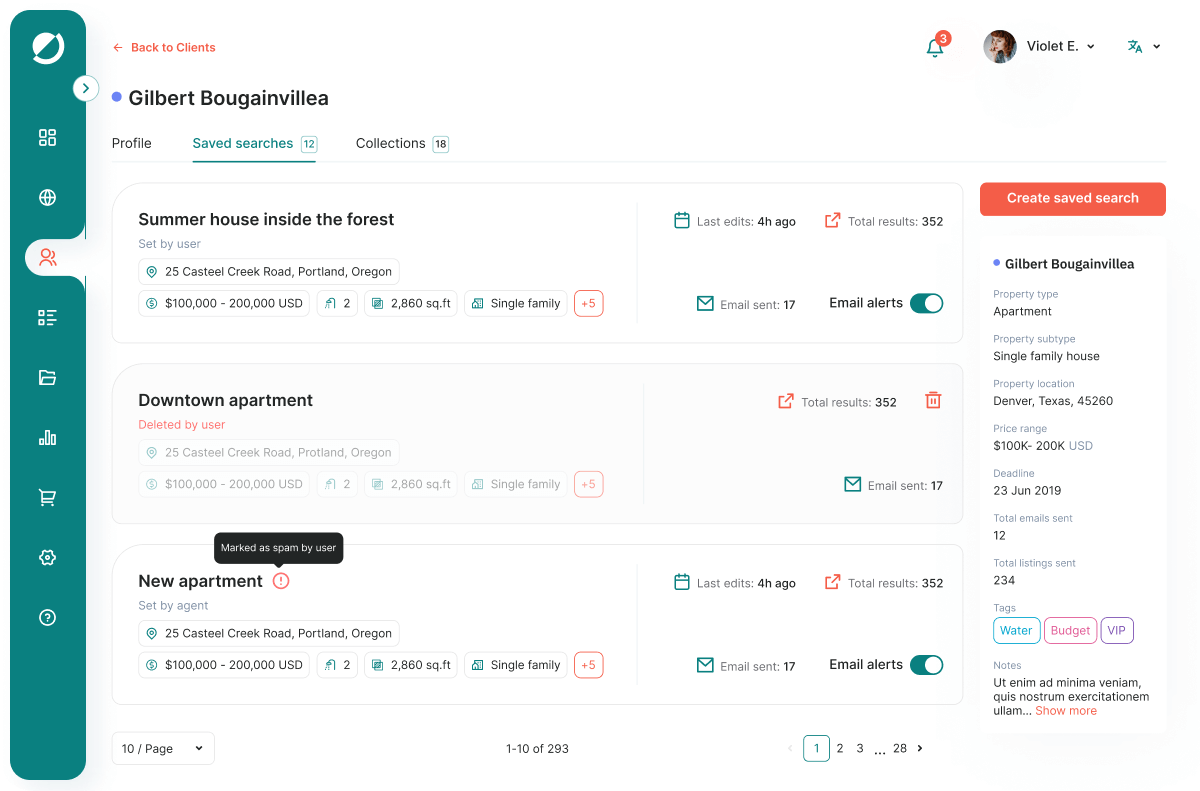 Back to Clients
3
Violet E.
Gilbert Bougainvillea
Profile
Saved searches 12
Collections 18
Summer house inside the forest
Set by user
25 Casteel Creek Road, Portland, Oregon
$100,000 - 200,000 USD
2
2,860 sq.ft
Single family
+5
Last edits: 4h ago
Total results: 352
Email sent: 17
Email alerts
Downtown apartment
Deleted by user
25 Casteel Creek Road, Protland, Oregon
$100,000 - 200,000 USD
2
2,860 sq.ft
Single family
+5
Total results: 352
Email sent: 17
Marked as spam by user
New apartment
Set by agent
25 Casteel Creek Road, Portland, Oregon
$100,000 - 200,000 USD
2
2,860 sq.ft
Single family
+5
Last edits: 4h ago
Total results: 352
Email sent: 17
Email alerts
10 / Page
1-10 of 293
1 2 3 ... 28
Create saved search
Gilbert Bougainvillea
Property type
Apartment
Property subtype
Single family house
Property location
Denver, Texas, 45260
Price range
$100K- 200K USD
Deadline
23 Jun 2019
Total emails sent
12
Total listings sent
234
Tags
Water
Budget
VIP
Notes
Ut enim ad minima veniam,
quis nostrum exercitationem
ullam... Show more